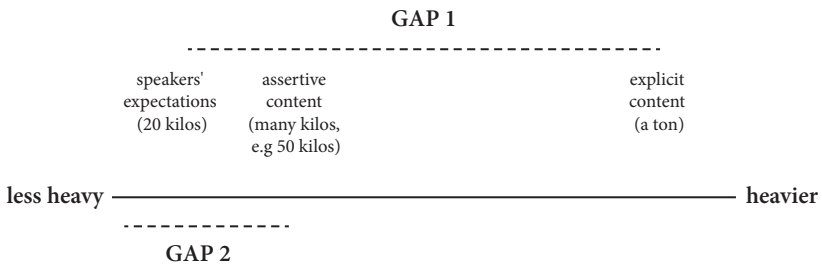 GAP 1
speakers'
expectations
(20 kilos)
assertive
content
(many kilos,
e.g 50 kilos)
explicit
content
(a ton)
less heavy
heavier
GAP 2